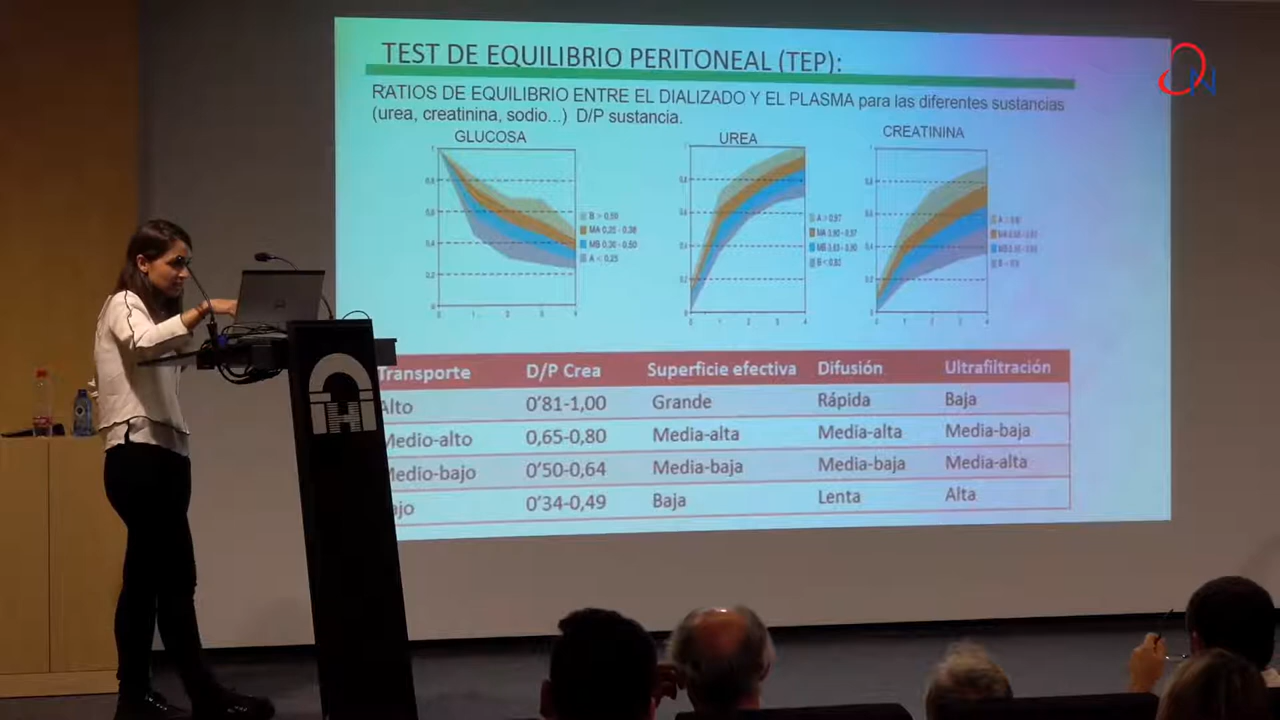 TEST DE EQUILIBRIO PERITONEAL (TEP):
RATIOS DE EQUILIBRIO ENTRE EL DIALIZADO Y EL PLASMA para las diferentes sustancias
(urea, creatinina, sodio...) D/P sustancia.
GLUCOSA UREA CREATININA
Transporte D/P Crea Superficie efectiva Difusión Ultrafiltración
Alto 0'81-1,00 Grande Rápida Baja
Medio-alto 0,65-0,80 Media-alta Media-alta Media-baja
Medio-bajo 0'50-0,64 Media-baja Media-baja Media-alta
0'34-0,49 Baja Lenta Alta